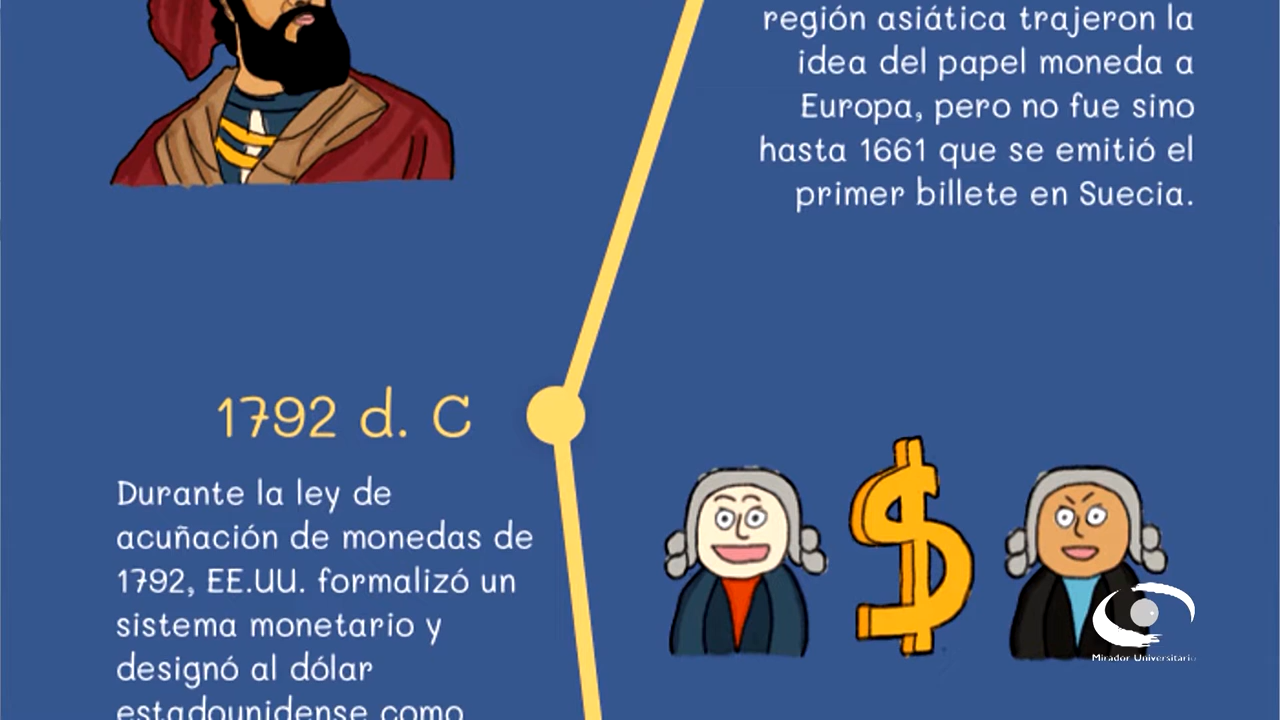 región asiática trajeron la
idea del papel moneda a
Europa, pero no fue sino
hasta 1661 que se emitió el
primer billete en Suecia.
1792 d. C
Durante la ley de
acuñación de monedas de
1792, EE.UU. formalizó un
sistema monetario y
designó al dólar
estadounidense como
Mirador Universitario